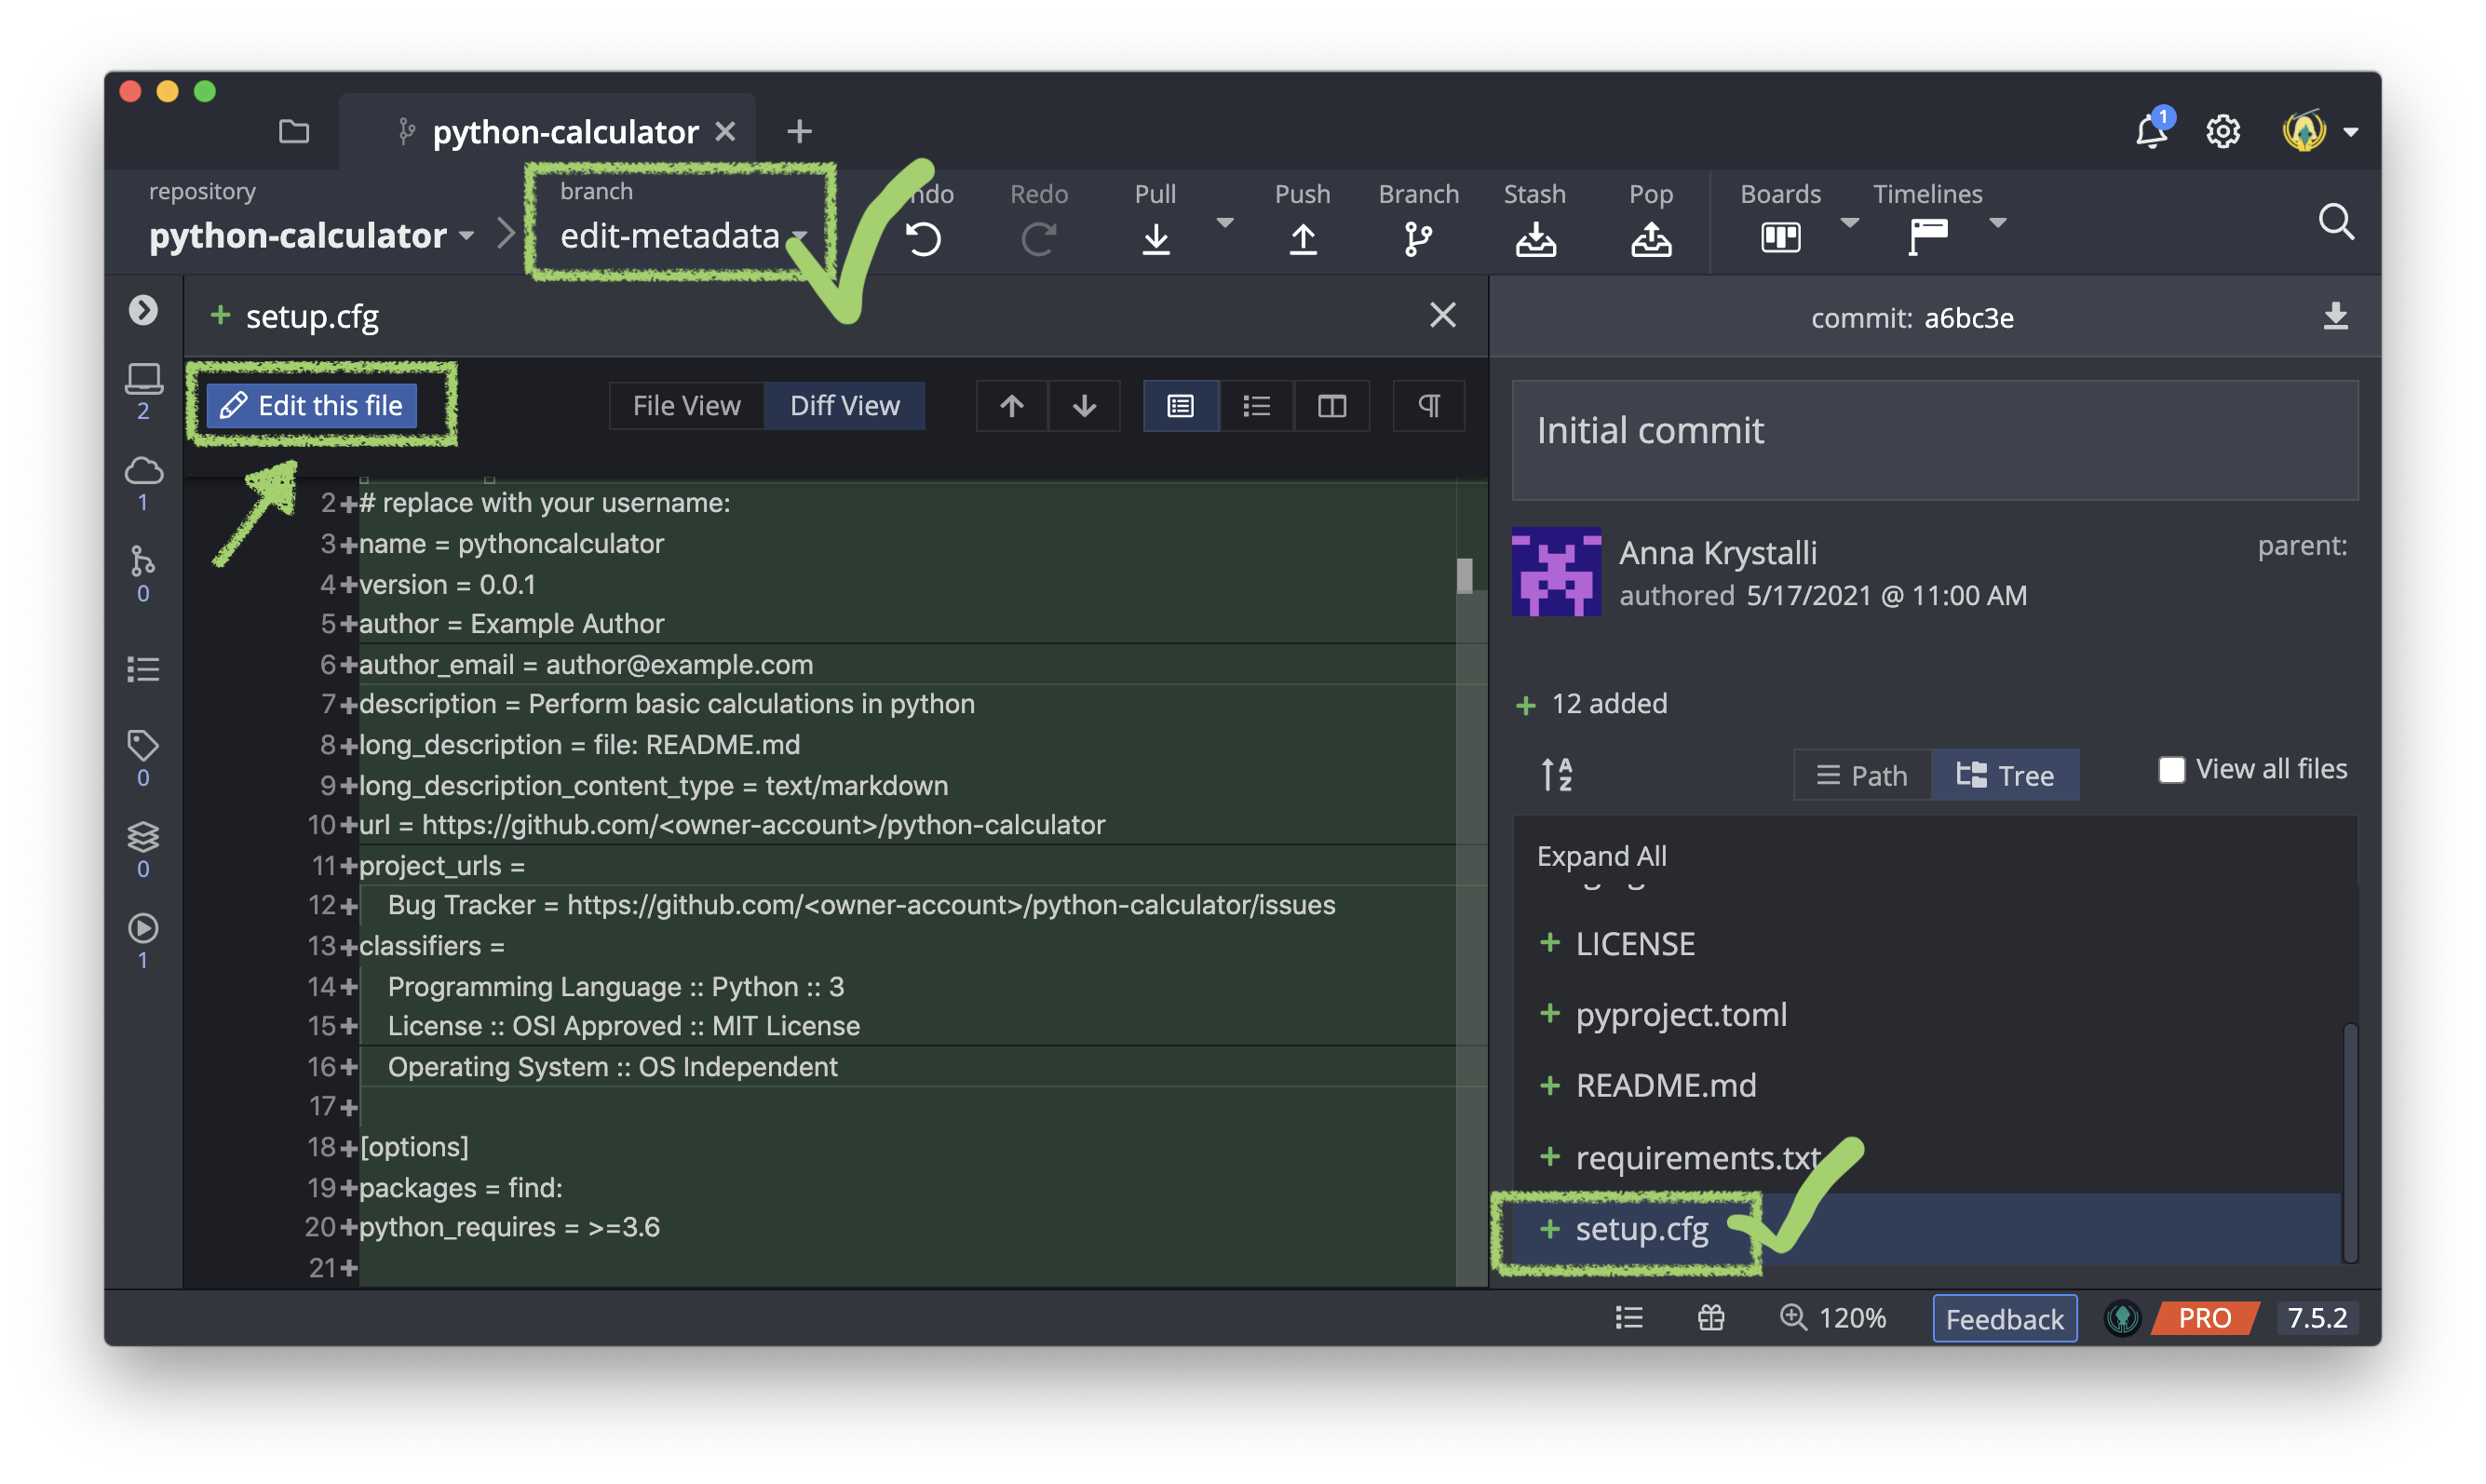 python-calculator
1
repository
python-calculator
branch
edit-metadata
Redo
Pull
Push
Branch
Stash
Pop
Boards
Timelines
+ setup.cfg
commit: a6bc3e
Edit this file
File View
Diff View
Initial commit
2
1
0
0
0
1
2 +# replace with your username:
3 +name = pythoncalculator
4 +version = 0.0.1
5 +author = Example Author
6 +author_email = author@example.com
7 +description = Perform basic calculations in python
8 +long_description = file: README.md
9 +long_description_content_type = text/markdown
10 +url = https://github.com/<owner-account>/python-calculator
11 +project_urls =
12 + Bug Tracker = https://github.com/<owner-account>/python-calculator/issues
13 +classifiers =
14 + Programming Language :: Python :: 3
15 + License :: OSI Approved :: MIT License
16 + Operating System :: OS Independent
17 +
18 +[options]
19 +packages = find:
20 +python_requires = >=3.6
21 +
Anna Krystalli
authored 5/17/2021 @ 11:00 AM
parent:
+ 12 added
A
Z
Path
Tree
View all files
Expand All
+ LICENSE
+ pyproject.toml
+ README.md
+ requirements.txt
+ setup.cfg
120%
Feedback
PRO
7.5.2